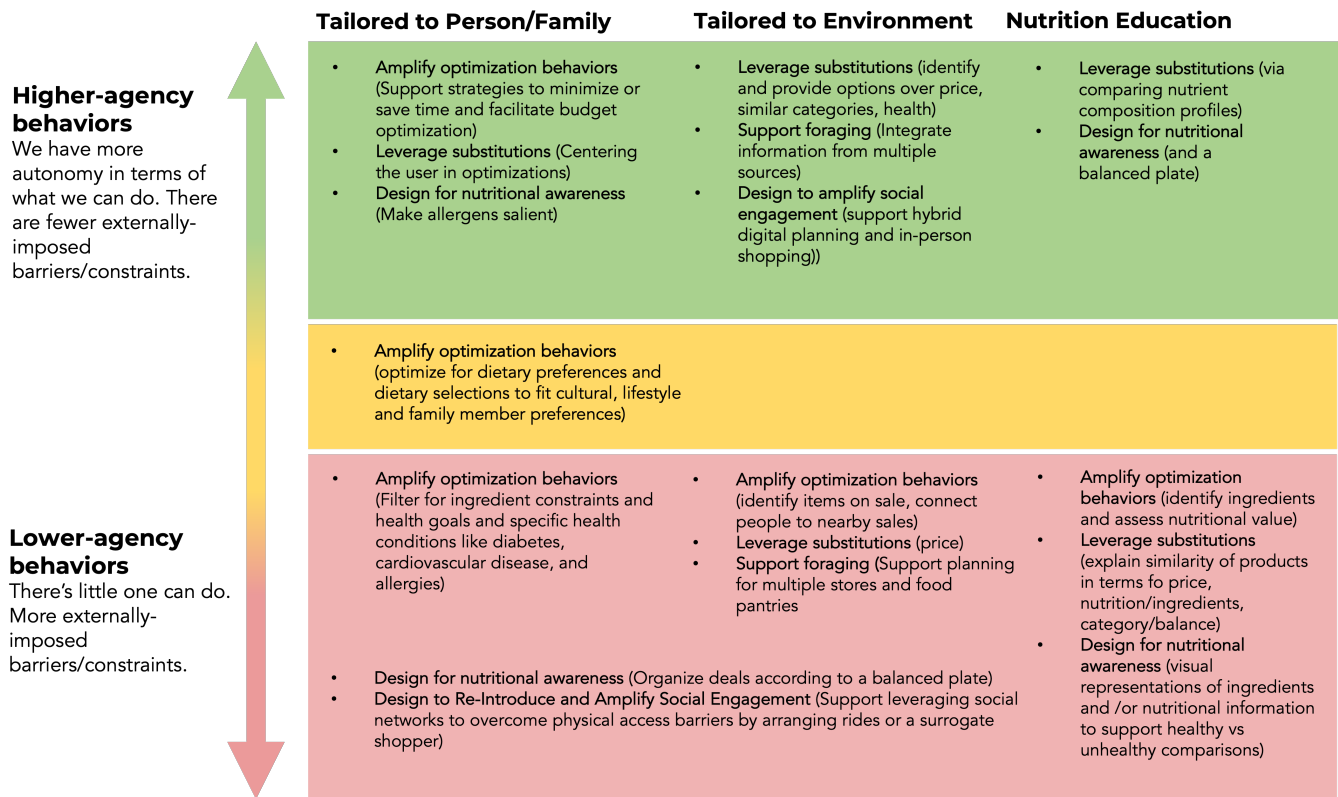 Tailored to Person/Family
Tailored to Environment
Nutrition Education
Higher-agency
behaviors
We have more
autonomy in terms of
what we can do. There
are fewer externally-
imposed
barriers/constraints.
• Amplify optimization behaviors
(Support strategies to minimize or
save time and facilitate budget
optimization)
• Leverage substitutions (Centering
the user in optimizations)
• Design for nutritional awareness
(Make allergens salient)
• Leverage substitutions (identify
and provide options over price,
similar categories, health)
• Support foraging (Integrate
information from multiple
sources)
• Design to amplify social
engagement (support hybrid
digital planning and in-person
shopping))
• Leverage substitutions (via
comparing nutrient
composition profiles)
• Design for nutritional
awareness (and a
balanced plate)
• Amplify optimization behaviors
(optimize for dietary preferences and
dietary selections to fit cultural, lifestyle
and family member preferences)
Lower-agency
behaviors
There's little one can do.
More externally-
imposed
barriers/constraints.
• Amplify optimization behaviors
(Filter for ingredient constraints and
health goals and specific health
conditions like diabetes,
cardiovascular disease, and
allergies)
• Amplify optimization behaviors
(identify items on sale, connect
people to nearby sales)
• Leverage substitutions (price)
• Support foraging (Support planning
for multiple stores and food
pantries
• Design for nutritional awareness (Organize deals according to a balanced plate)
• Design to Re-Introduce and Amplify Social Engagement (Support leveraging social
networks to overcome physical access barriers by arranging rides or a surrogate
shopper)
• Amplify optimization
behaviors (identify ingredients
and assess nutritional value)
• Leverage substitutions
(explain similarity of products
in terms fo price,
nutrition/ingredients,
category/balance)
• Design for nutritional
awareness (visual
representations of ingredients
and /or nutritional information
to support healthy vs
unhealthy comparisons)